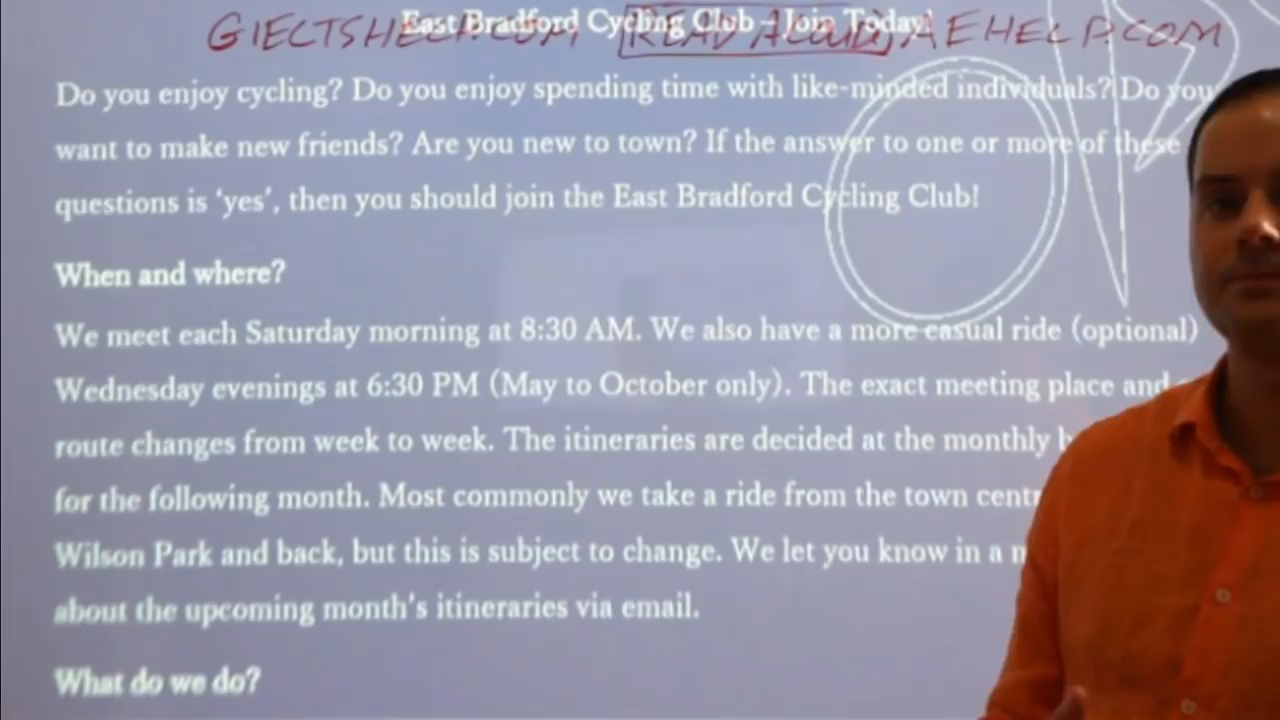 East Bradford Cycling Club – Join Today!
GIELTSHELP.COM READ ALOUD AEHELP.COM
Do you enjoy cycling? Do you enjoy spending time with like-minded individuals? Do you
want to make new friends? Are you new to town? If the answer to one or more of these
questions is ‘yes’, then you should join the East Bradford Cycling Club!
When and where?
We meet each Saturday morning at 8:30 AM. We also have a more casual ride (optional)
Wednesday evenings at 6:30 PM (May to October only). The exact meeting place and
route changes from week to week. The itineraries are decided at the monthly
for the following month. Most commonly we take a ride from the town
Wilson Park and back, but this is subject to change. We let you know in a
about the upcoming month's itineraries via email.
What do we do?